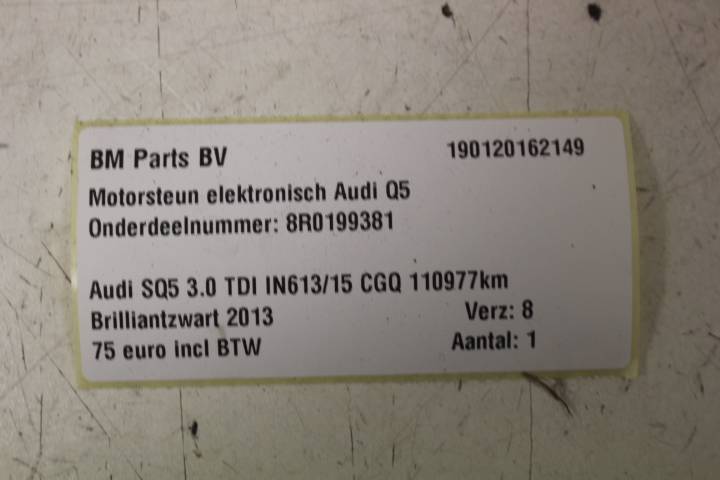 BM Parts BV 190120162149
Motorsteun elektronisch Audi Q5
Onderdeelnummer: 8R0199381
Audi SQ5 3.0 TDI IN613/15 CGQ 110977km
Brilliantzwart 2013 Verz: 8
75 euro incl BTW Aantal: 1